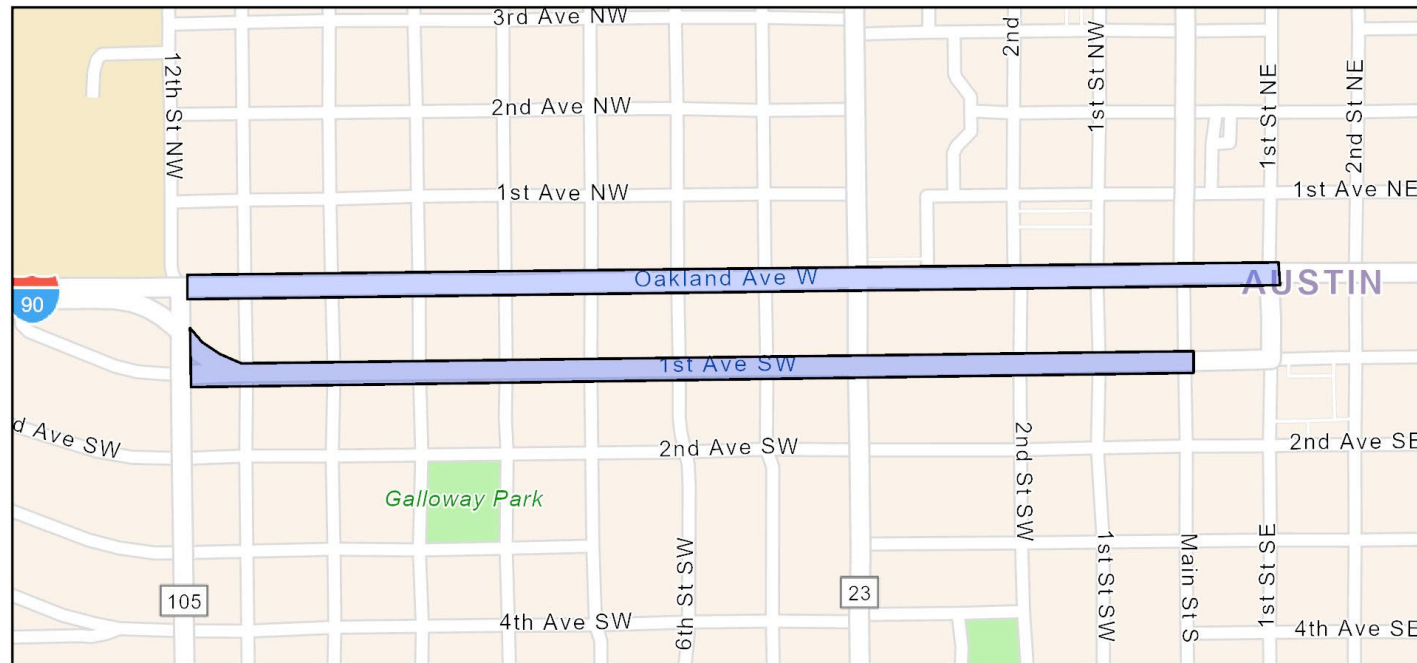 3rd Ave NW
2nd
1st St NW
12th St NW
2nd Ave NW
1st St NE
2nd St NE
1st Ave NW
1st Ave NE
90
Oakland Ave W
AUSTIN
1st Ave SW
d Ave SW
2nd Ave SW
2nd St SW
2nd Ave SE
Galloway Park
6th St SW
1st St SW
Main St S
1st St SE
105
23
4th Ave SW
4th Ave SE